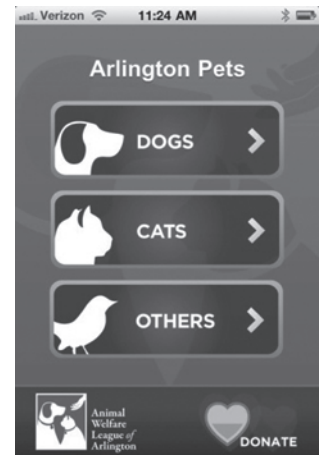 Verizon 11:24 AM
Arlington Pets
DOGS
CATS
OTHERS
Animal
Welfare
League of
Arlington
DONATE